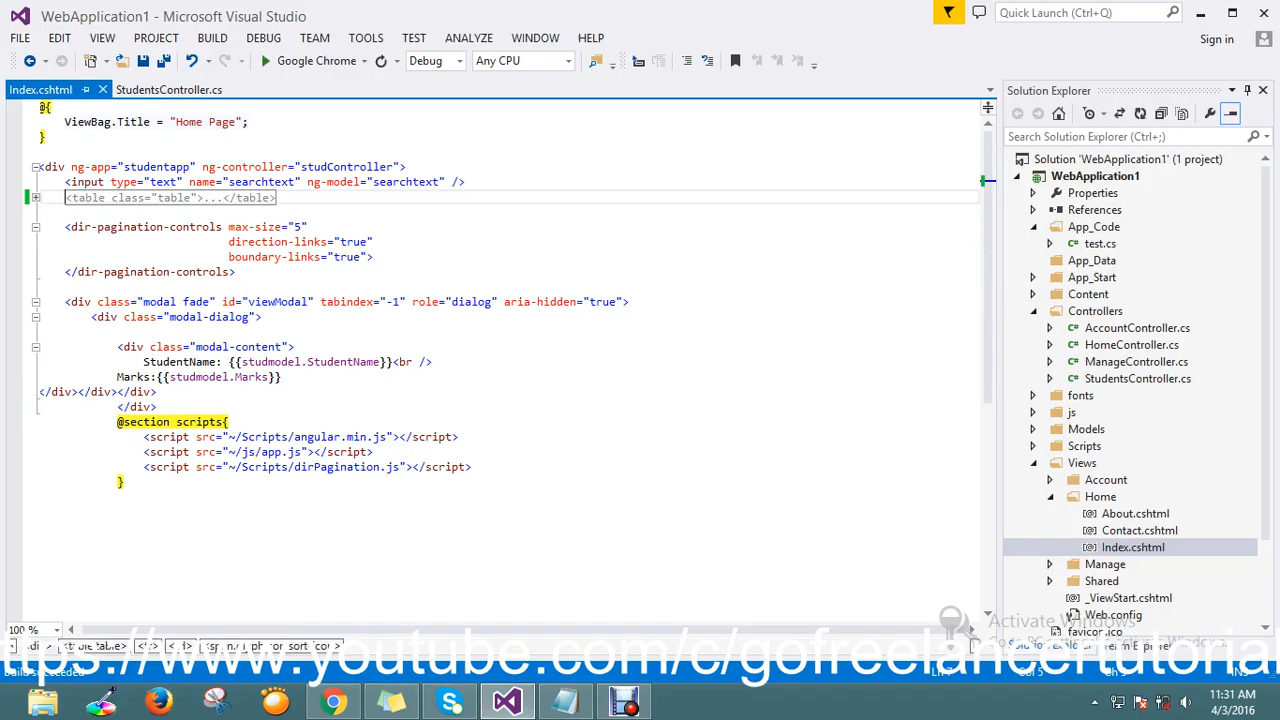 WebApplication1 - Microsoft Visual Studio
Quick Launch (Ctrl+Q)
FILE EDIT VIEW PROJECT BUILD DEBUG TEAM TOOLS TEST ANALYZE WINDOW HELP
Sign in
Google Chrome Debug Any CPU
Index.cshtml StudentsController.cs
@{
ViewBag.Title = "Home Page";
}
<div ng-app="studentapp" ng-controller="studController">
<input type="text" name="searchtext" ng-model="searchtext" />
<table class="table">...</table>
<dir-pagination-controls max-size="5"
direction-links="true"
boundary-links="true">
</dir-pagination-controls>
<div class="modal fade" id="viewModal" tabindex="-1" role="dialog" aria-hidden="true">
<div class="modal-dialog">
<div class="modal-content">
StudentName: {{studmodel.StudentName}}<br />
Marks:{{studmodel.Marks}}
</div></div></div>
</div>
@section scripts{
<script src="~/Scripts/angular.min.js"></script>
<script src="~/js/app.js"></script>
<script src="~/Scripts/dirPagination.js"></script>
}
100 %
Solution Explorer
Search Solution Explorer (Ctrl+;)
Solution 'WebApplication1' (1 project)
WebApplication1
Properties
References
App_Code
test.cs
App_Data
App_Start
Content
Controllers
AccountController.cs
HomeController.cs
ManageController.cs
StudentsController.cs
fonts
js
Models
Scripts
Views
Account
Home
About.cshtml
Contact.cshtml
Index.cshtml
Manage
Shared
_ViewStart.cshtml
Web.config
favicon.ico
Activate Windows
ttps://www.youtube.com/c/gofreelancertutorial
Build succeeded
11:31 AM
4/3/2016